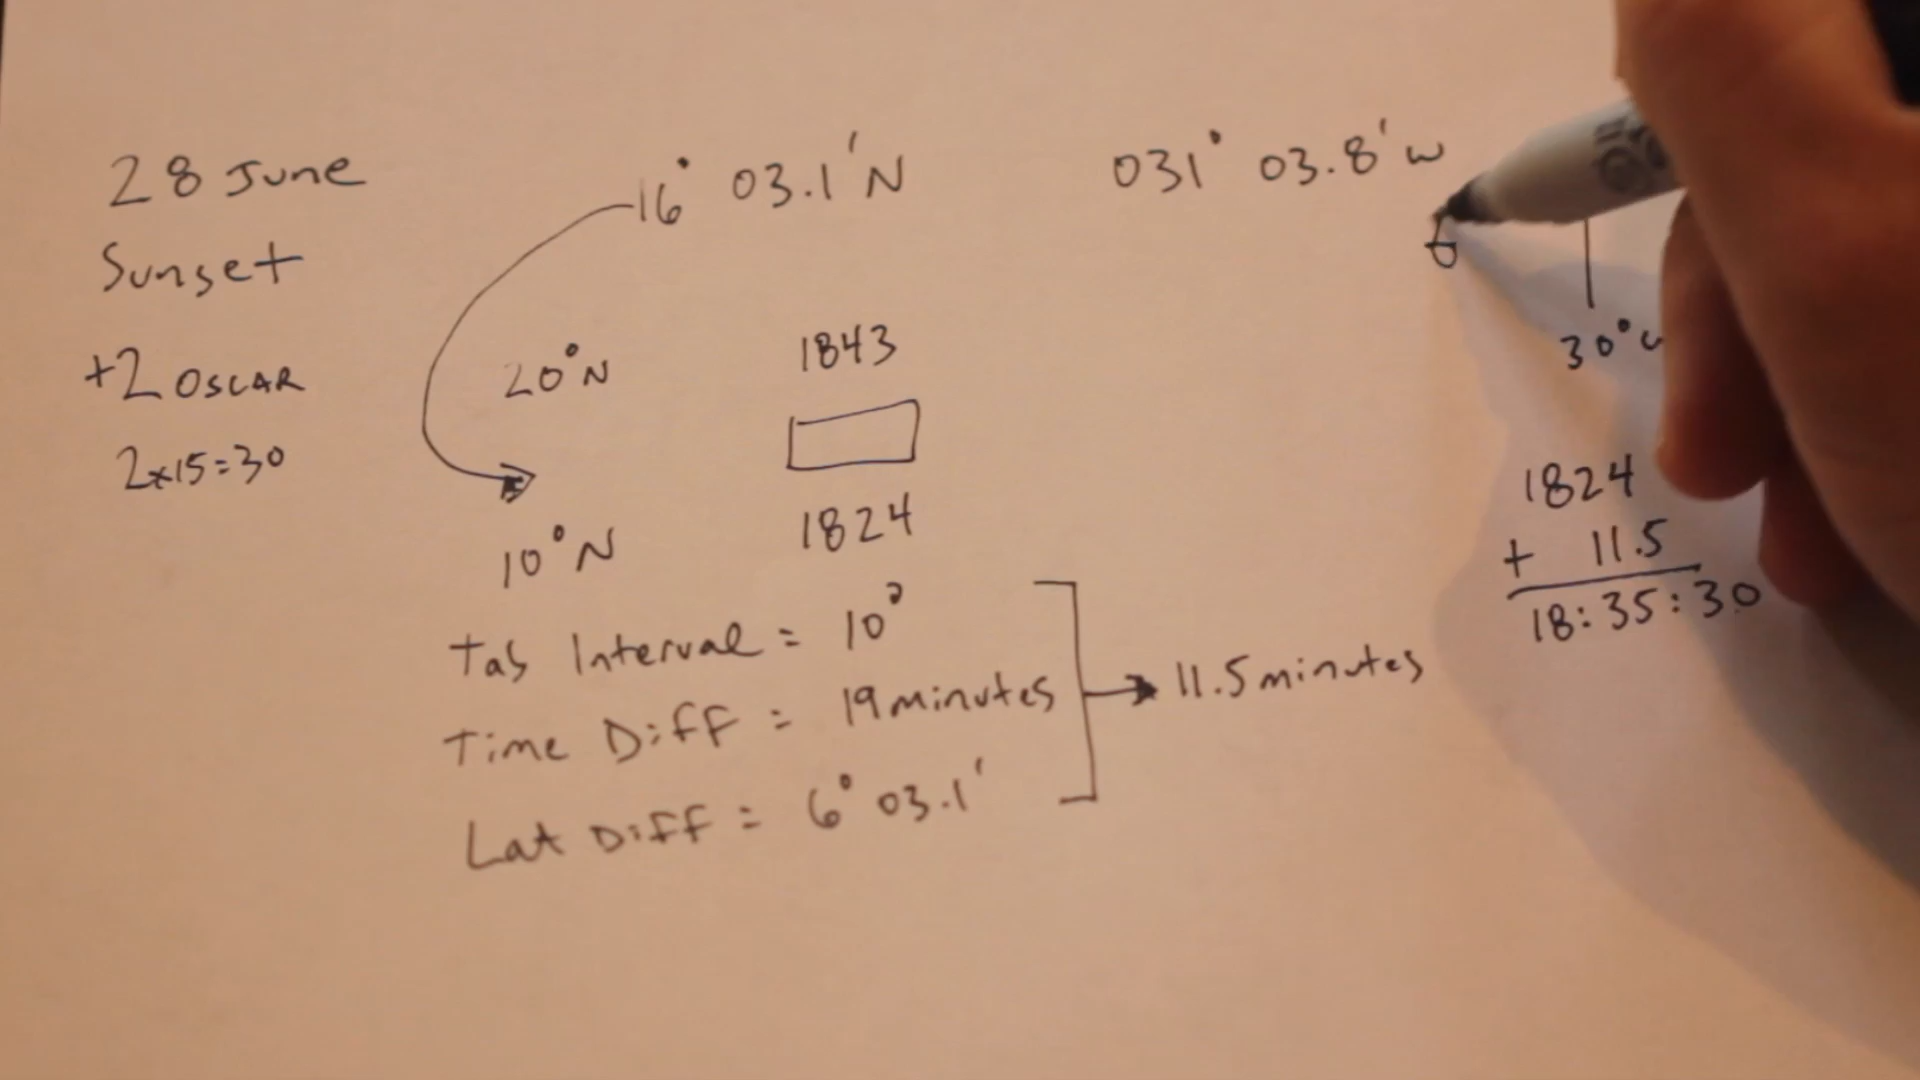 28 June
Sunset
+2 OSCAR
2x15=30
16° 03.1' N
031° 03.8' W
20°N 1843
10°N 1824
Tab Interval = 10°
Time Diff = 19 minutes
Lat Diff = 6° 03.1'
11.5 minutes
30°
1824
+ 11.5
18:35:30